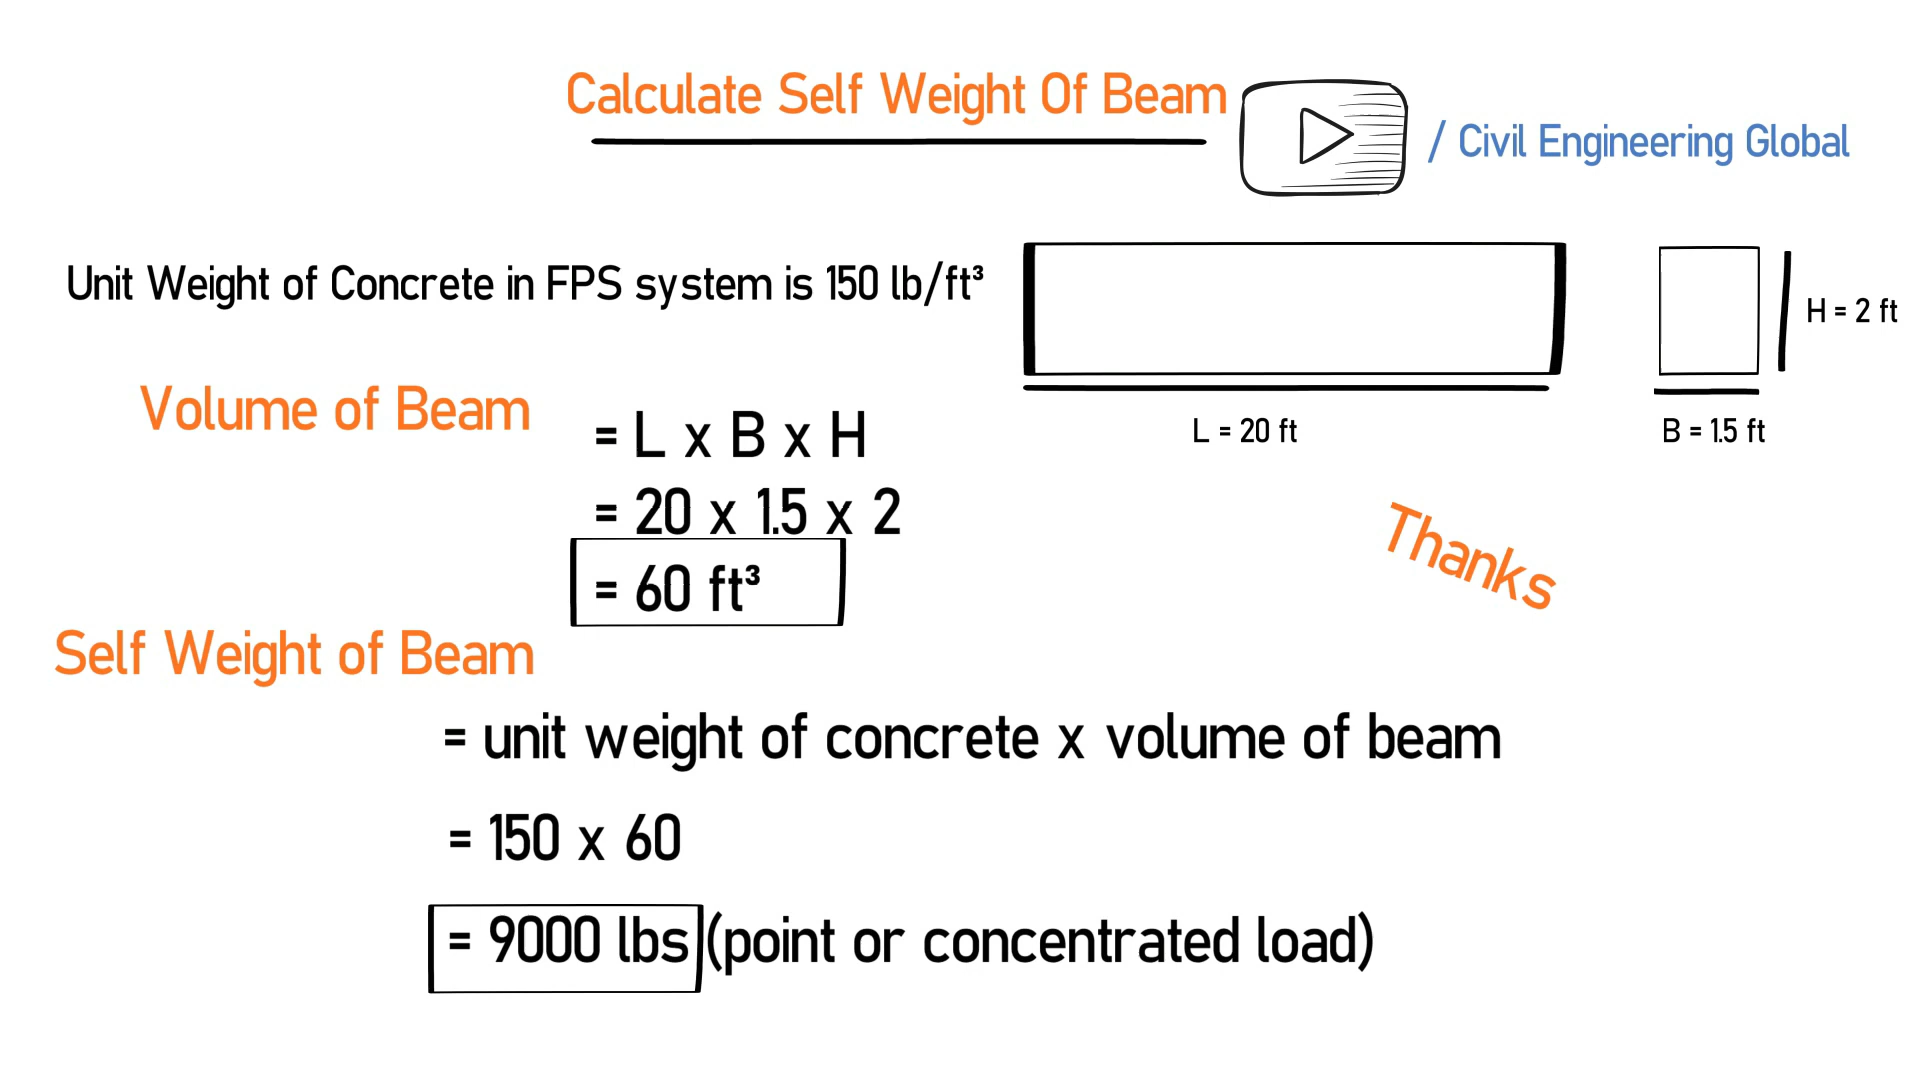 Calculate Self Weight Of Beam
/ Civil Engineering Global
Unit Weight of Concrete in FPS system is 150 lb/ft³
H = 2 ft
L = 20 ft
B = 1.5 ft
Volume of Beam
= L x B x H
= 20 x 1.5 x 2
= 60 ft³
Thanks
Self Weight of Beam
= unit weight of concrete x volume of beam
= 150 x 60
= 9000 lbs (point or concentrated load)